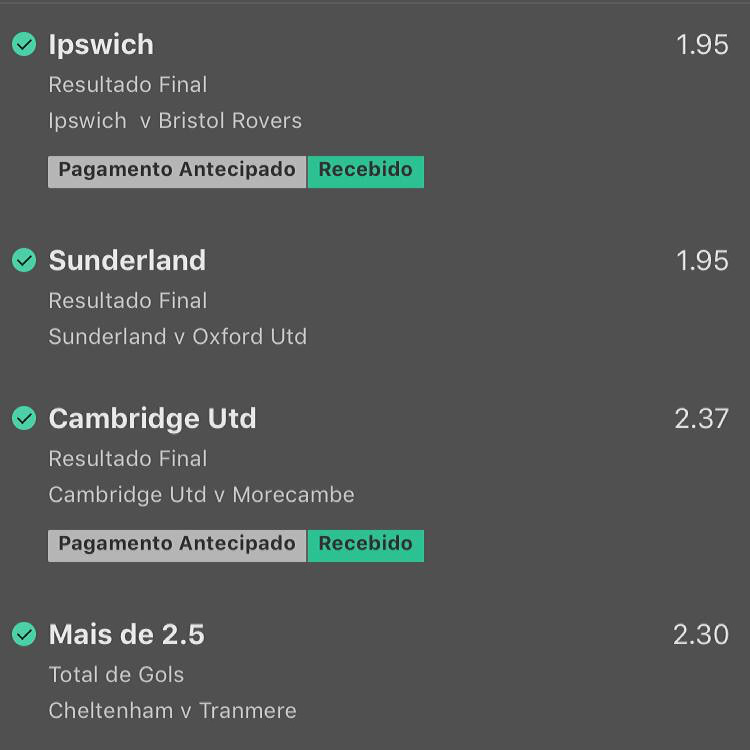 Ipswich 1.95
Resultado Final
Ipswich v Bristol Rovers
Pagamento Antecipado Recebido
Sunderland 1.95
Resultado Final
Sunderland v Oxford Utd
Cambridge Utd 2.37
Resultado Final
Cambridge Utd v Morecambe
Pagamento Antecipado Recebido
Mais de 2.5 2.30
Total de Gols
Cheltenham v Tranmere